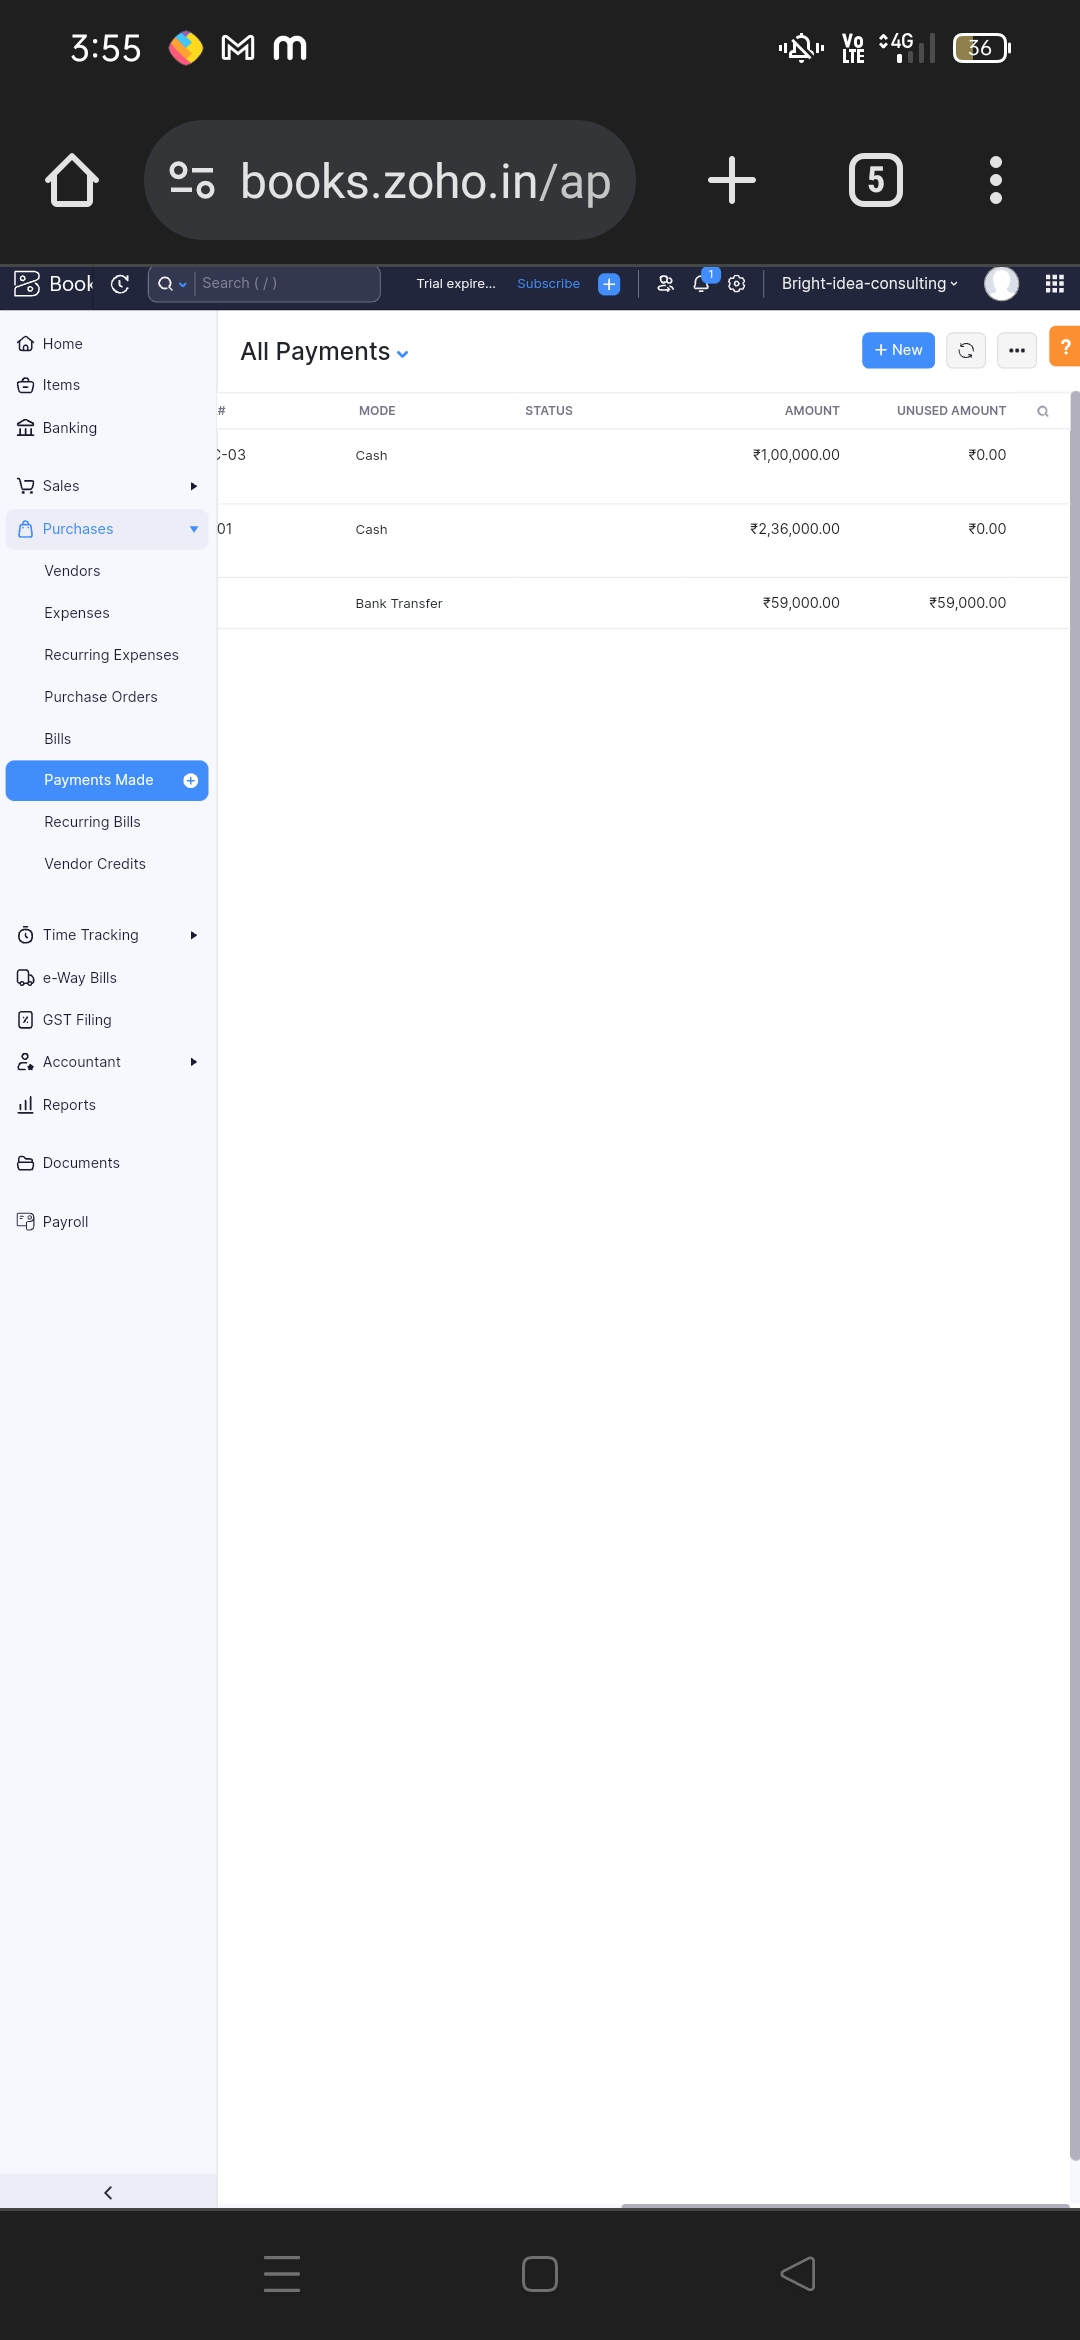 3:55
Vo
LTE
4G
36
books.zoho.in/ap
5
Book
Search ( / )
Trial expire...
Subscribe
1
Bright-idea-consulting
Home
Items
Banking
Sales
Purchases
Vendors
Expenses
Recurring Expenses
Purchase Orders
Bills
Payments Made
Recurring Bills
Vendor Credits
Time Tracking
e-Way Bills
GST Filing
Accountant
Reports
Documents
Payroll
All Payments
+ New
?
# MODE STATUS AMOUNT UNUSED AMOUNT
C-03 Cash ₹1,00,000.00 ₹0.00
01 Cash ₹2,36,000.00 ₹0.00
Bank Transfer ₹59,000.00 ₹59,000.00